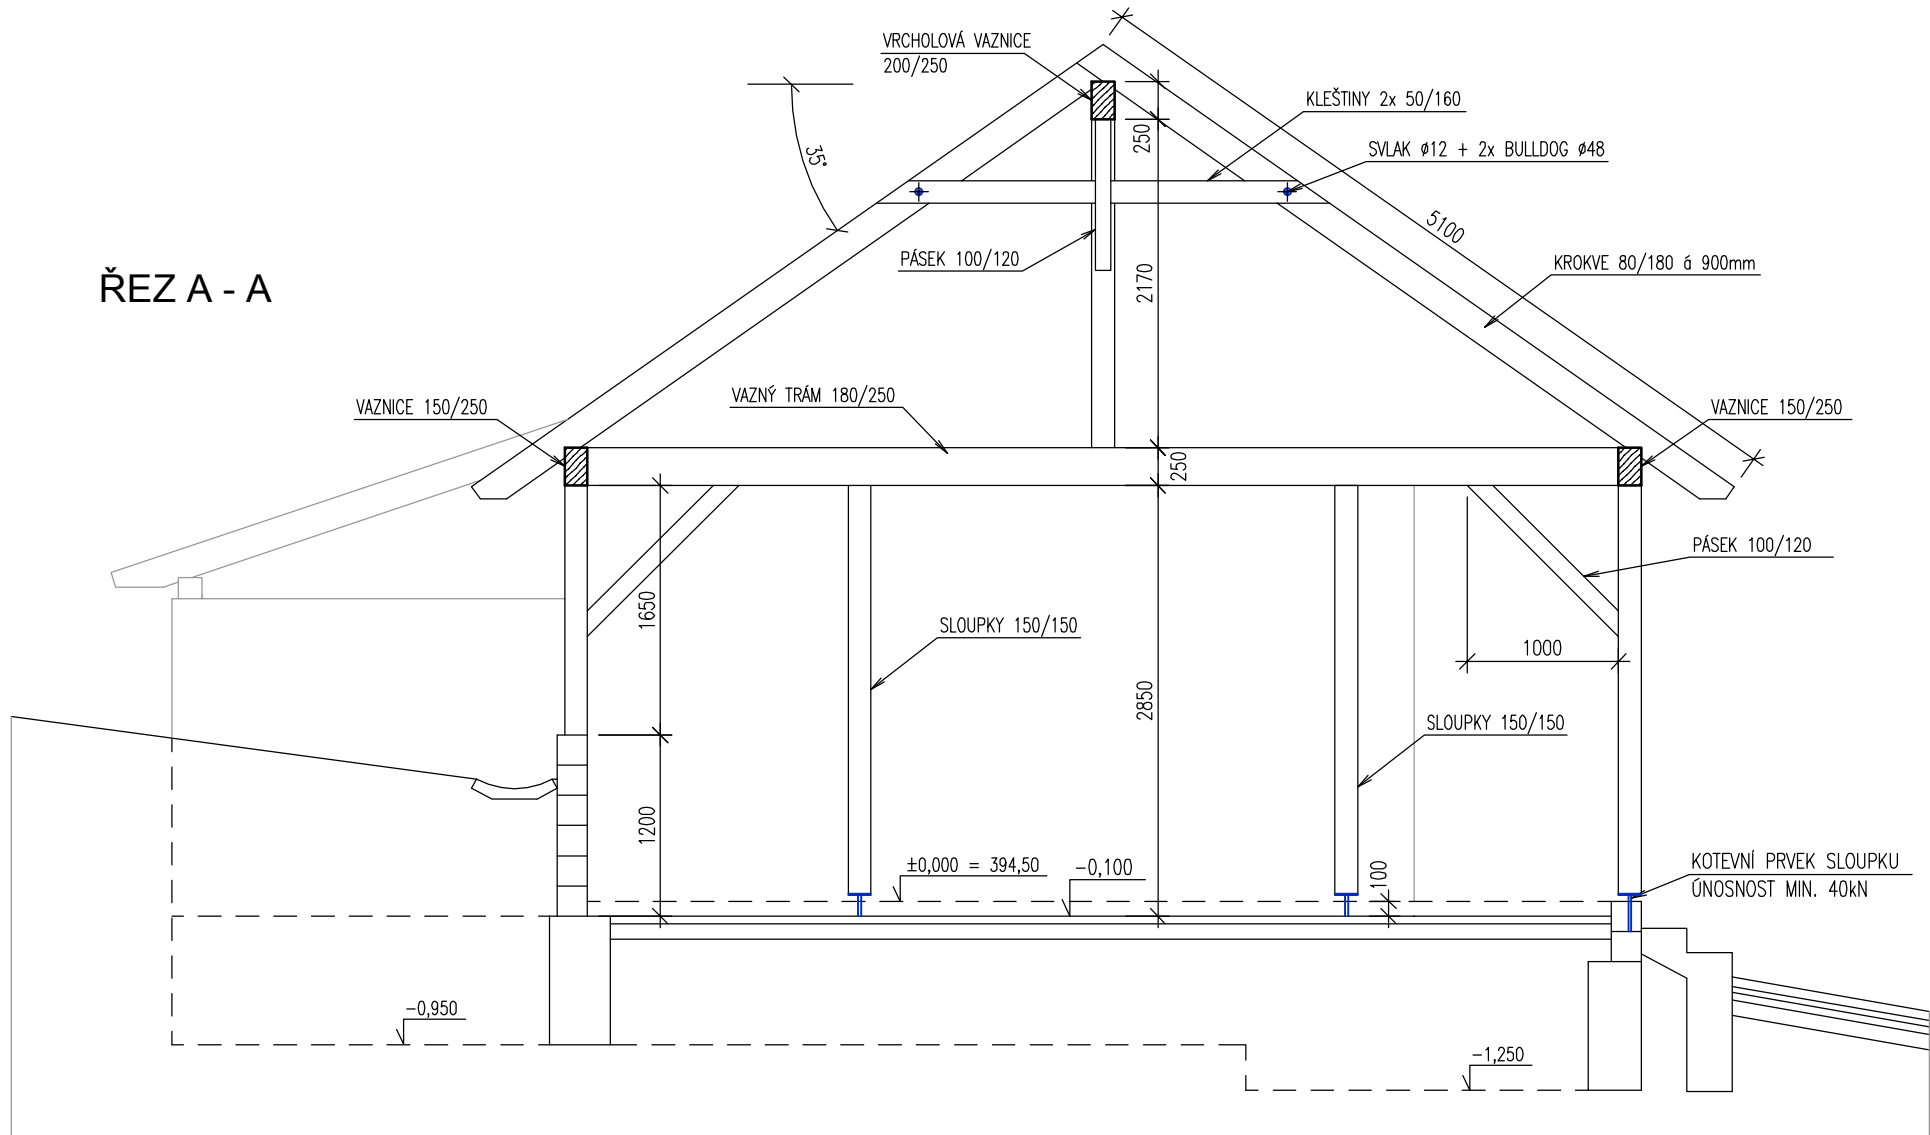 VRCHOLOVÁ VAZNICE
200/250
KLEŠTINY 2x 50/160
250
SVLAK ø12 + 2x BULLDOG ø48
35°
5100
PÁSEK 100/120
KROKVE 80/180 á 900mm
2170
ŘEZ A - A
VAZNICE 150/250
VAZNÝ TRÁM 180/250
VAZNICE 150/250
250
PÁSEK 100/120
1650
SLOUPKY 150/150
1000
2850
SLOUPKY 150/150
1200
±0,000 = 394,50
-0,100
100
KOTEVNÍ PRVEK SLOUPKU
ÚNOSNOST MIN. 40kN
-0,950
-1,250